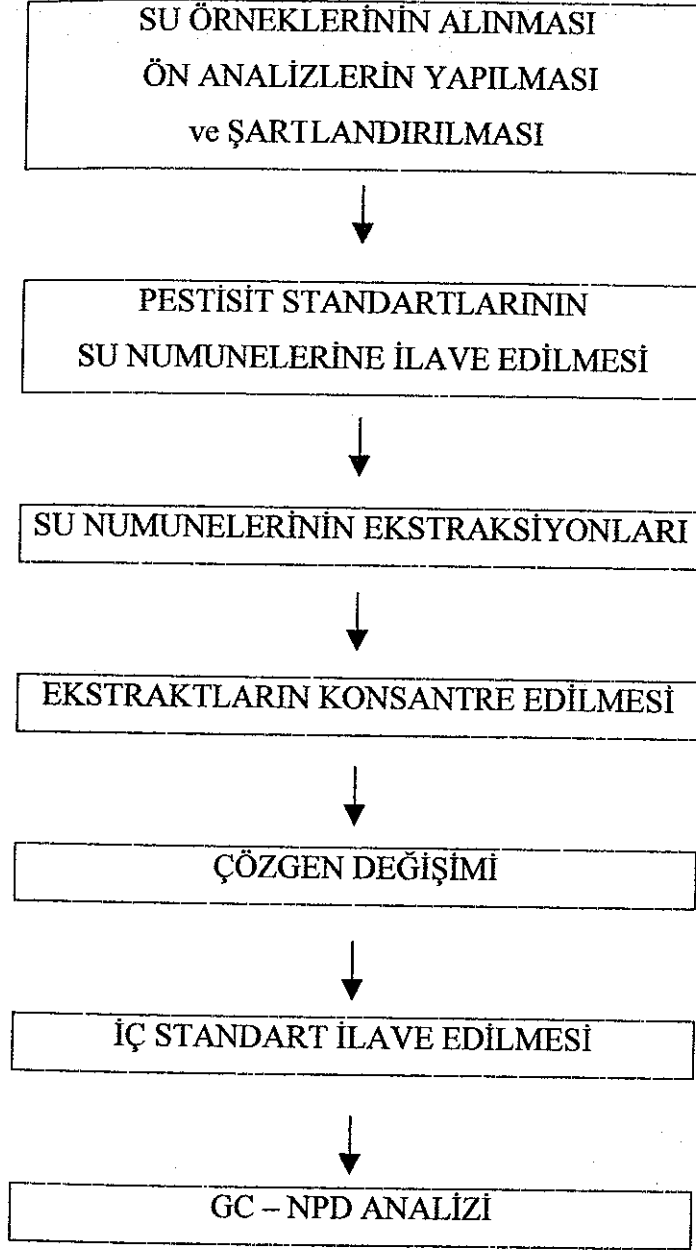 SU ÖRNEKLERİNİN ALINMASI
ÖN ANALİZLERİN YAPILMASI
ve ŞARTLANDIRILMASI
PESTİSİT STANDARTLARININ
SU NUMUNELERİNE İLAVE EDİLMESİ
SU NUMUNELERİNİN EKSTRAKSİYONLARI
EKSTRAKTLARIN KONSANTRE EDİLMESİ
ÇÖZGEN DEĞİŞİMİ
İÇ STANDART İLAVE EDİLMESİ
GC – NPD ANALİZİ